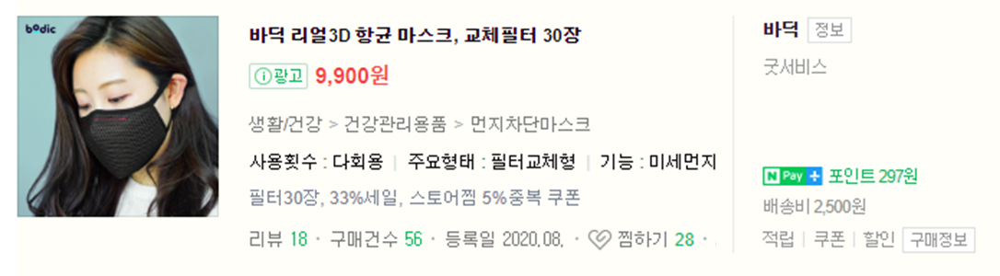 bodic
바덕 리얼3D 항균 마스크, 교체필터 30장
광고 9,900원
생활/건강 > 건강관리용품 > 먼지차단마스크
사용횟수 : 다회용 | 주요형태 : 필터교체형 | 기능 : 미세먼지
필터30장, 33%세일, 스토어찜 5%중복 쿠폰
리뷰 18 · 구매건수 56 · 등록일 2020.08. · 찜하기 28 ·
바덕 정보
굿서비스
N Pay + 포인트 297원
배송비 2,500원
적립 | 쿠폰 | 할인 구매정보